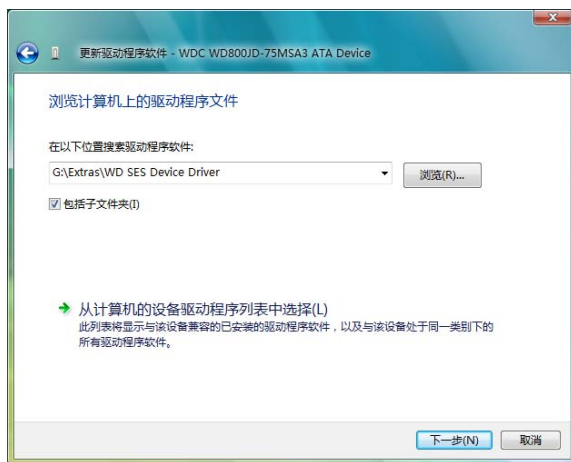 更新驱动程序软件 - WDC WD800JD-75MSA3 ATA Device
浏览计算机上的驱动程序文件
在以下位置搜索驱动程序软件:
G:\Extras\WD SES Device Driver
浏览(R)...
包括子文件夹(I)
从计算机的设备驱动程序列表中选择(L)
此列表将显示与该设备兼容的已安装的驱动程序软件，以及与该设备处于同一类别下的
所有驱动程序软件。
下一步(N)
取消